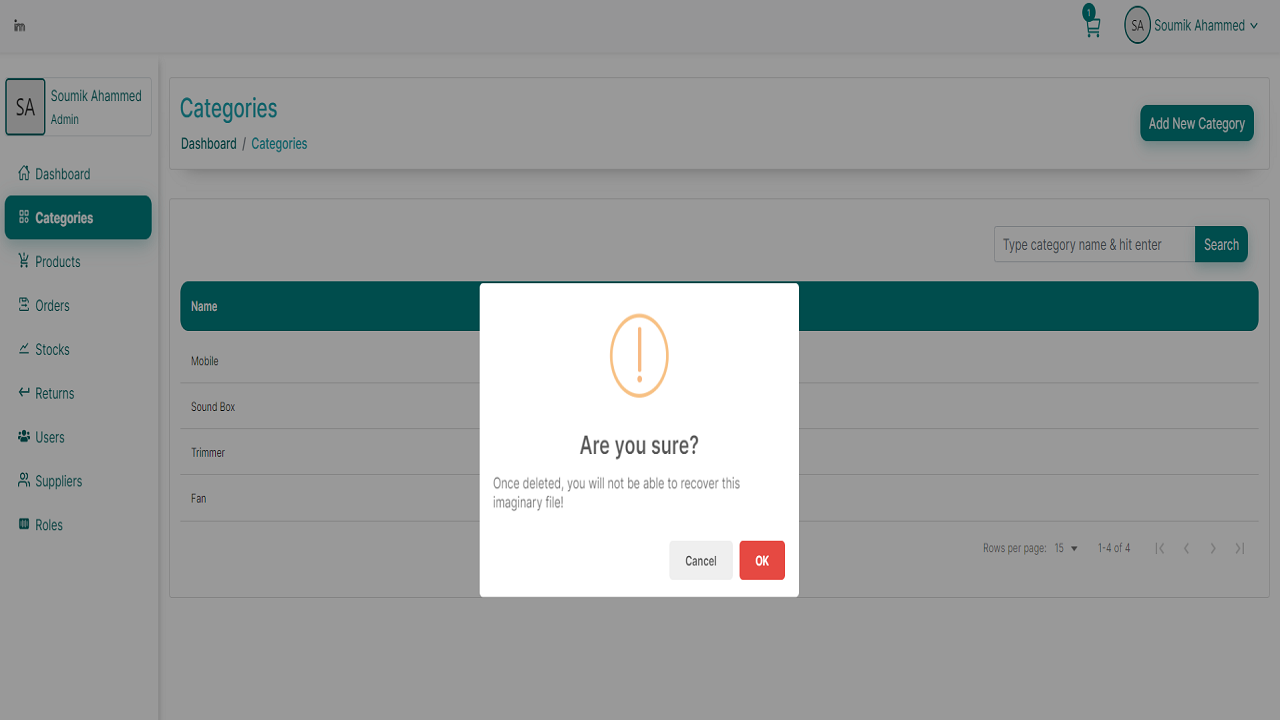 im
1
SA
Soumik Ahammed
SA
Soumik Ahammed
Admin
Dashboard
Categories
Products
Orders
Stocks
Returns
Users
Suppliers
Roles
Categories
Dashboard / Categories
Add New Category
Type category name & hit enter
Search
Name
Mobile
Sound Box
Trimmer
Fan
Rows per page: 15
1-4 of 4
Are you sure?
Once deleted, you will not be able to recover this
imaginary file!
Cancel
OK